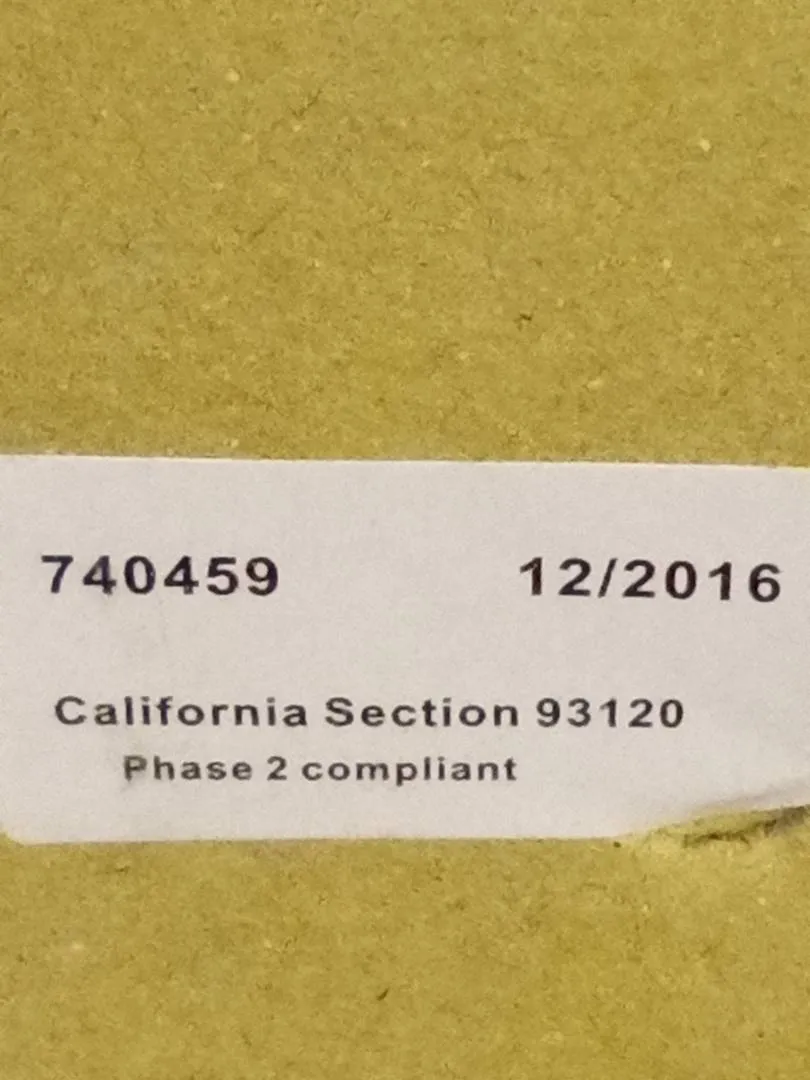 740459 12/2016
California Section 93120
Phase 2 compliant